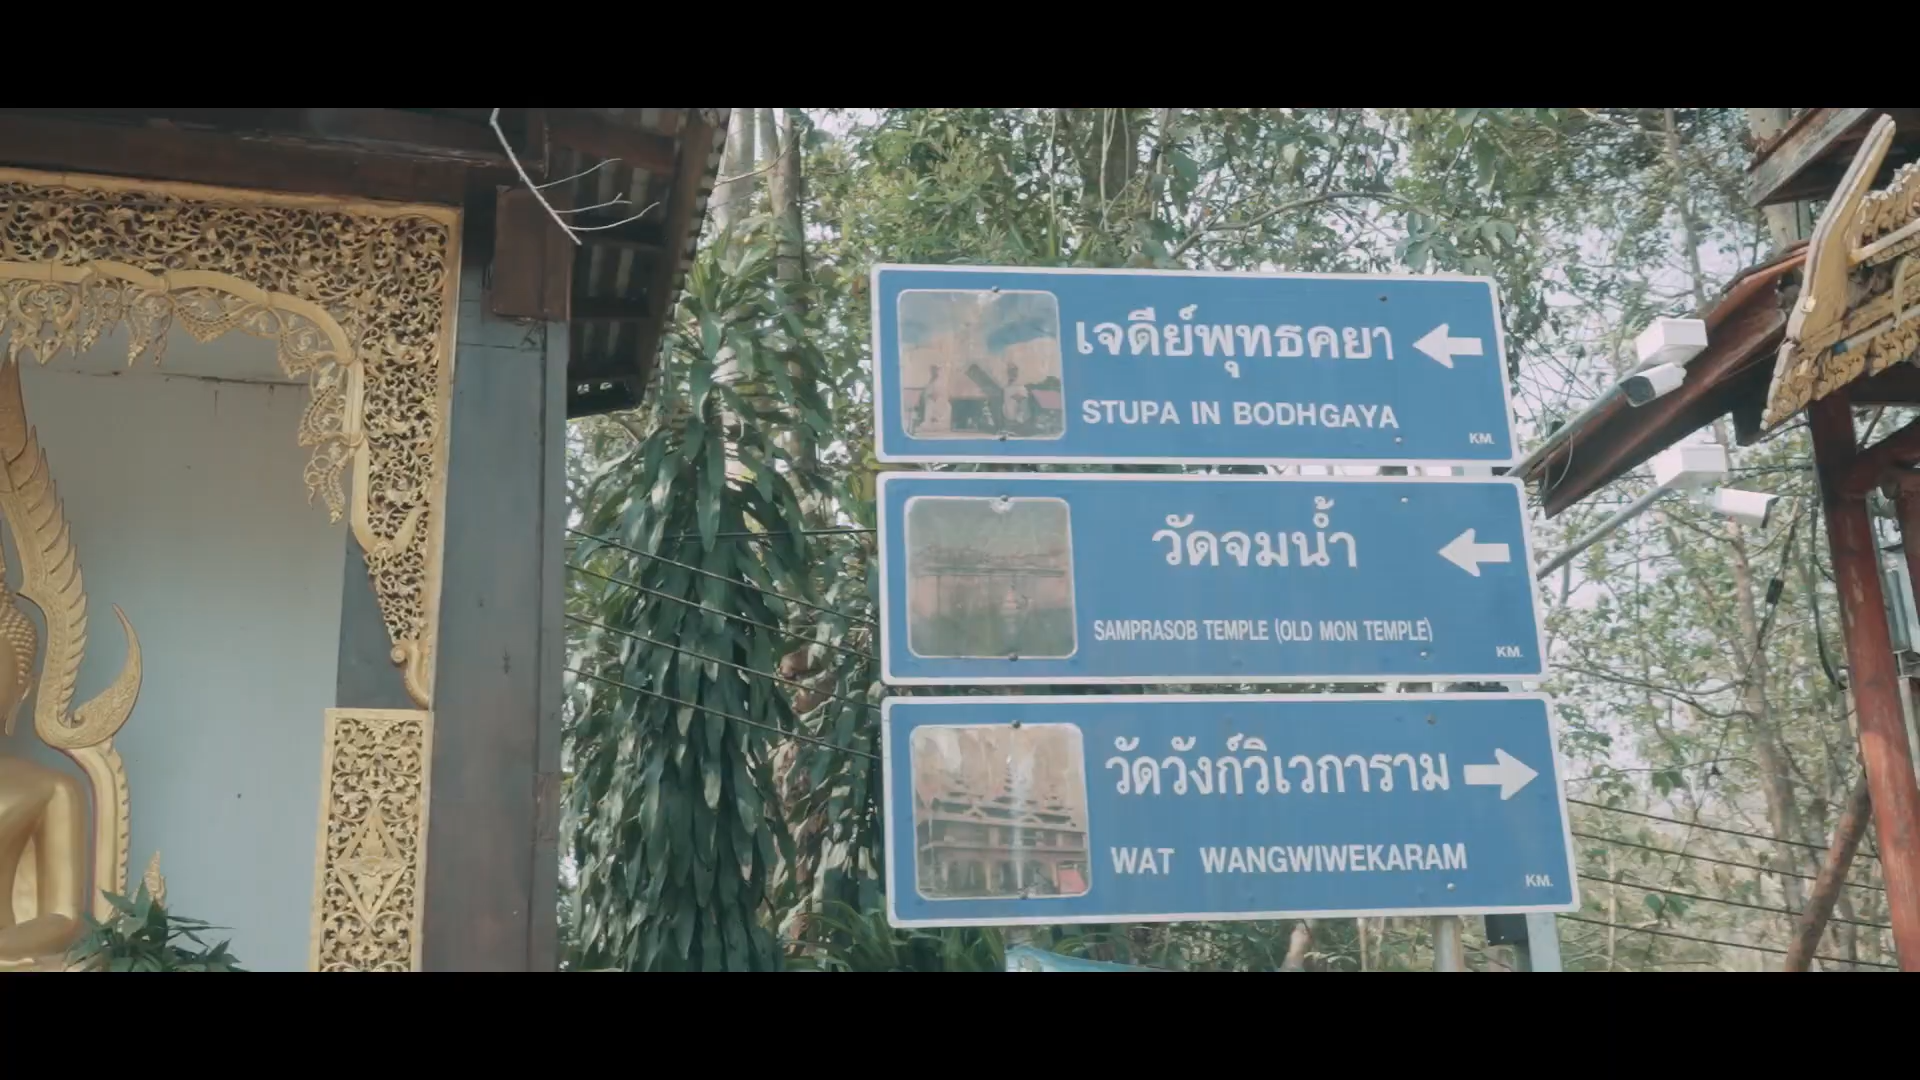 เจดีย์พุทธคยา
STUPA IN BODHGAYA
KM.
วัดจมน้ำ
SAMPRASOB TEMPLE (OLD MON TEMPLE)
KM.
วัดวังก์วิเวการาม
WAT WANGWIWEKARAM
KM.